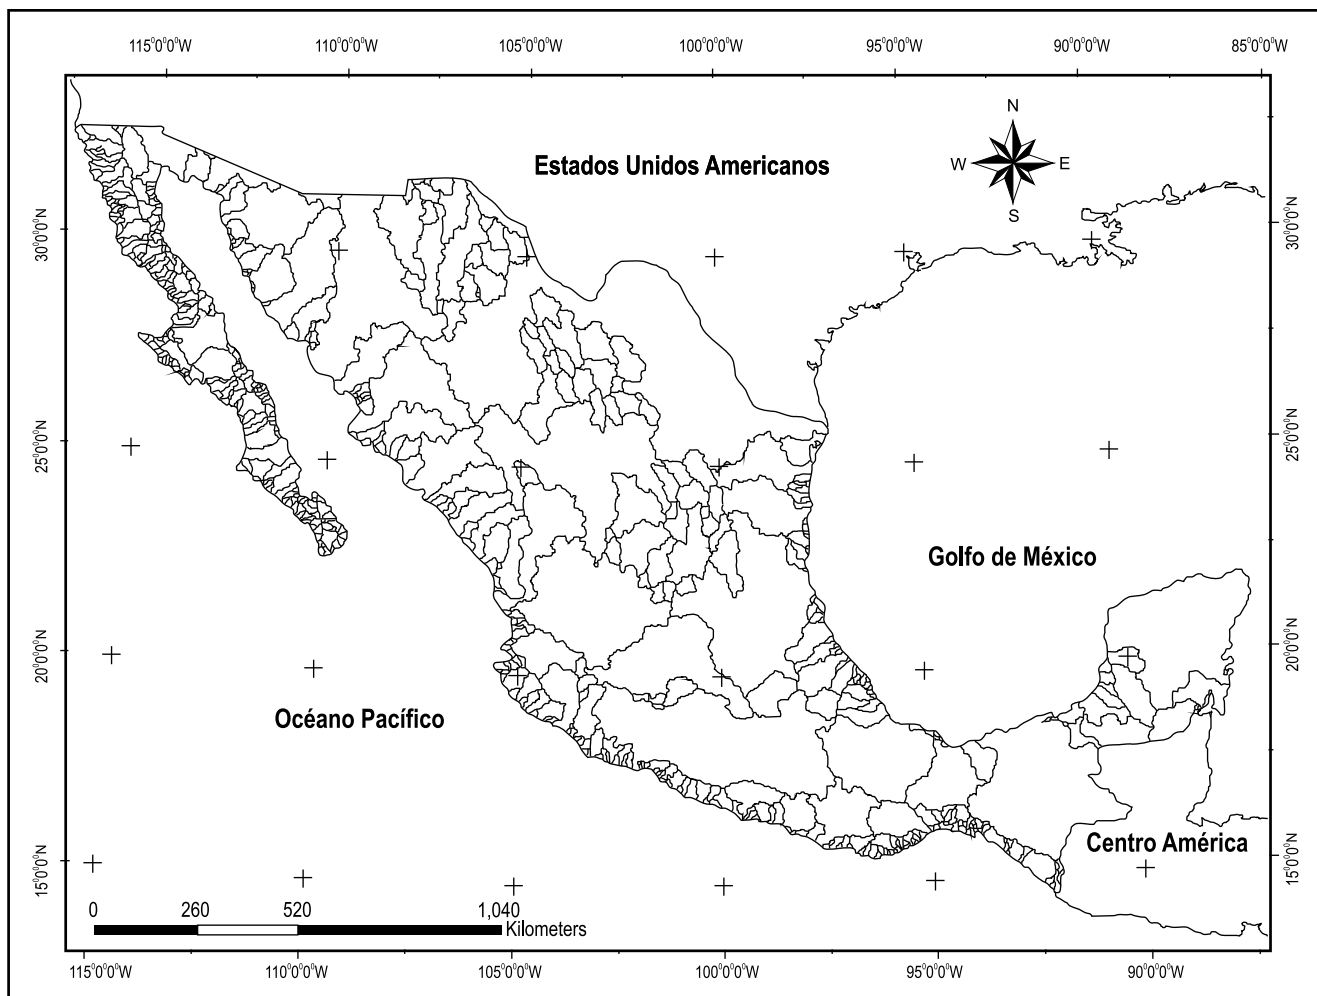 115°0'0"W 110°0'0"W 105°0'0"W 100°0'0"W 95°0'0"W 90°0'0"W 85°0'0"W
N
Estados Unidos Americanos
W E
S
30°0'0"N 30°0'0"N
25°0'0"N 25°0'0"N
Golfo de México
20°0'0"N 20°0'0"N
Océano Pacífico
Centro América
15°0'0"N 15°0'0"N
0 260 520 1,040
Kilometers
115°0'0"W 110°0'0"W 105°0'0"W 100°0'0"W 95°0'0"W 90°0'0"W